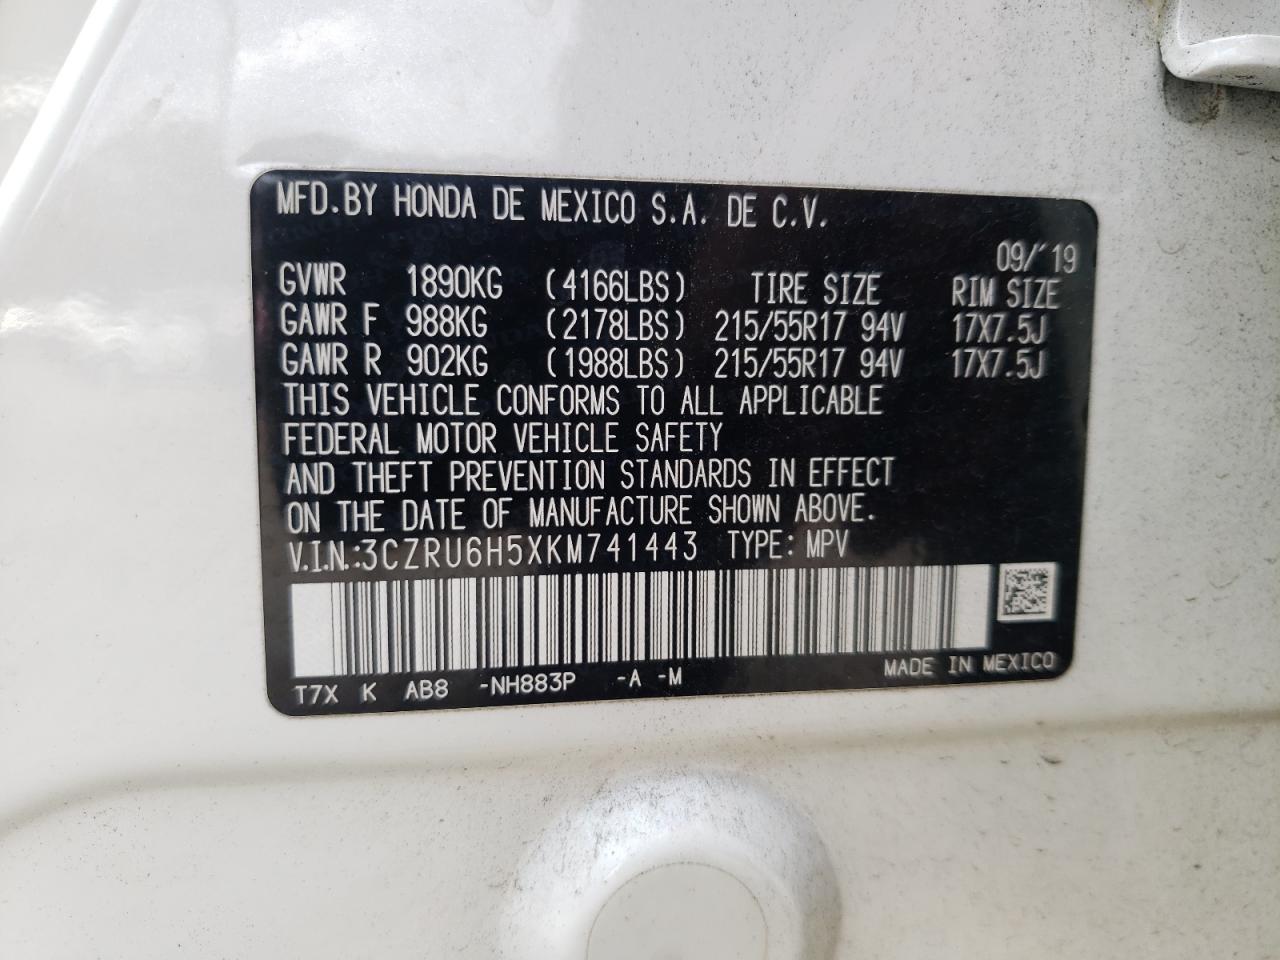 MFD.BY HONDA DE MEXICO S.A. DE C.V.
09/'19
GVWR 1890KG (4166LBS) TIRE SIZE RIM SIZE
GAWR F 988KG (2178LBS) 215/55R17 94V 17X7.5J
GAWR R 902KG (1988LBS) 215/55R17 94V 17X7.5J
THIS VEHICLE CONFORMS TO ALL APPLICABLE
FEDERAL MOTOR VEHICLE SAFETY
AND THEFT PREVENTION STANDARDS IN EFFECT
ON THE DATE OF MANUFACTURE SHOWN ABOVE.
V.I.N.:3CZRU6H5XKM741443 TYPE: MPV
MADE IN MEXICO
T7X K AB8 -NH883P -A -M